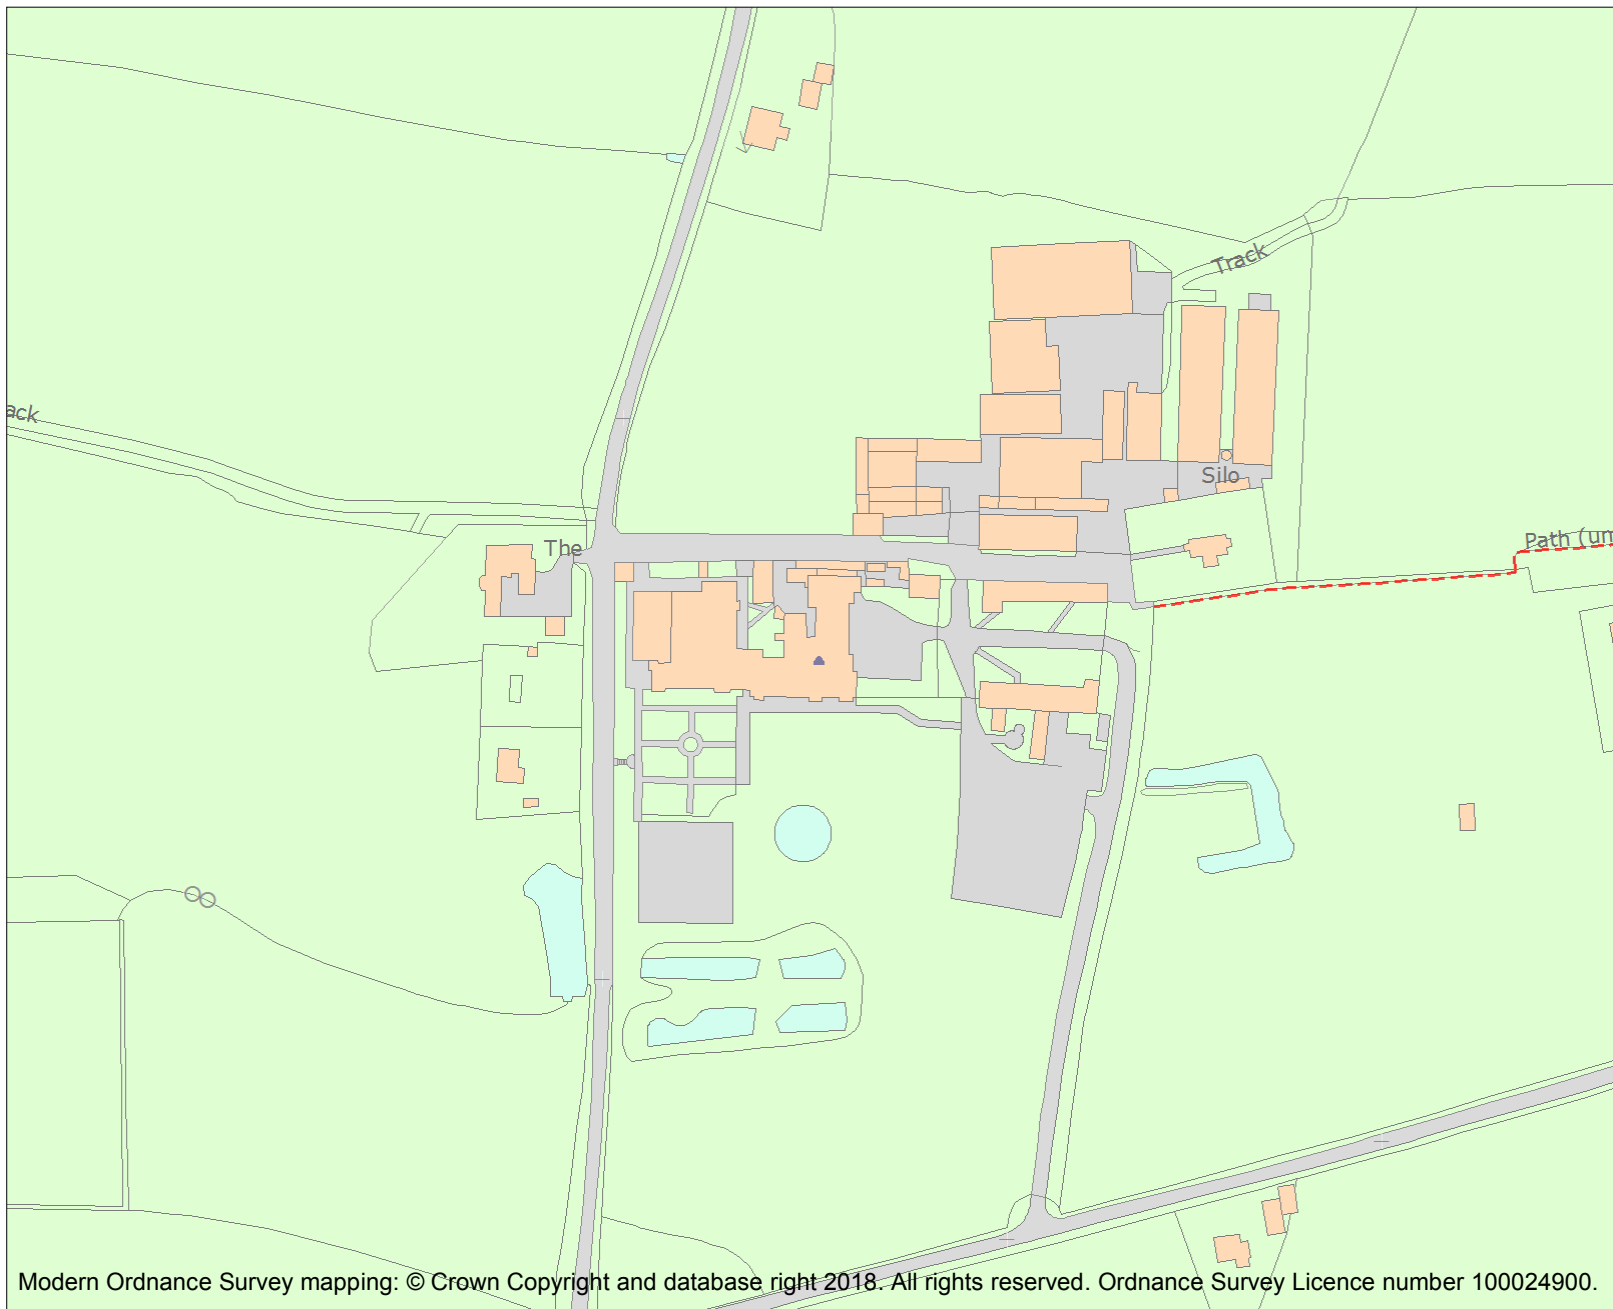 Track
ack
Silo
The
Path (un
Modern Ordnance Survey mapping: © Crown Copyright and database right 2018. All rights reserved. Ordnance Survey Licence number 100024900.